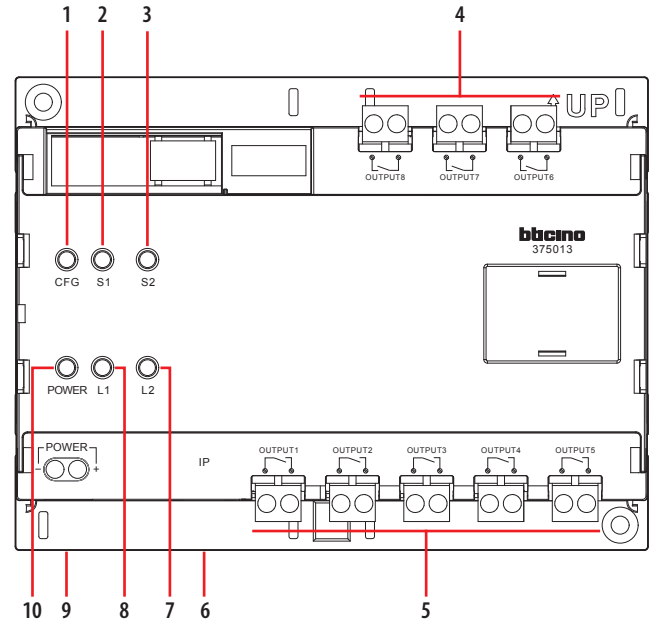 1 2 3 4
UP
OUTPUT8 OUTPUT7 OUTPUT6
bticino
375013
CFG S1 S2
POWER L1 L2
POWER
- +
IP
OUTPUT1 OUTPUT2 OUTPUT3 OUTPUT4 OUTPUT5
10 9 8 7 6 5